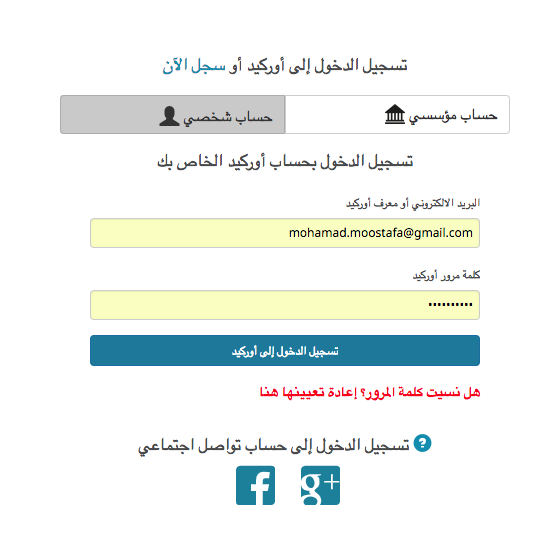 تسجيل الدخول إلى أوركيد أو سجل الآن
حساب مؤسسي
حساب شخصي
تسجيل الدخول بحساب أوركيد الخاص بك
البريد الالكتروني أو معرف أوركيد
mohamad.moostafa@gmail.com
كلمة مرور أوركيد
••••••••••
تسجيل الدخول إلى أوركيد
هل نسيت كلمة المرور؟ إعادة تعيينها هنا
تسجيل الدخول إلى حساب تواصل اجتماعي
g+ f